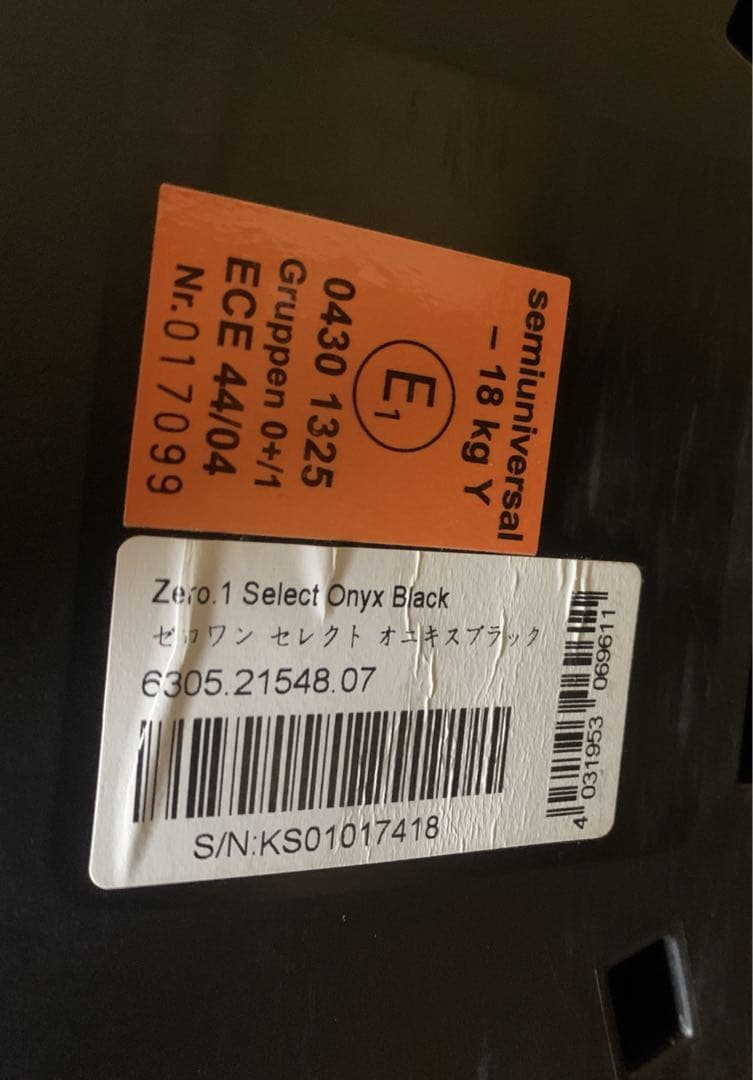 semiuniversal
– 18 kg Y
E1
0430 1325
Gruppen 0+/1
ECE 44/04
Nr.017099
Zero.1 Select Onyx Black
ゼロワン セレクト オニキスブラック
6305.21548.07
S/N:KS01017418
4 031953 069611